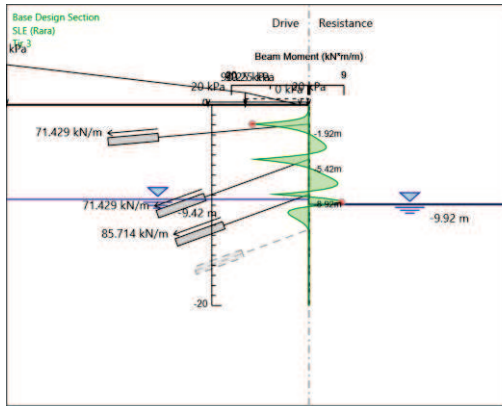 Base Design Section
SLE (Rara)
Tir 3
Drive
Resistance
kPa
Beam Moment (kN*m/m)
20 kPa
0 kPa
20 kPa
9
71.429 kN/m
-1.92m
-5.42m
71.429 kN/m
-9.42 m
-8.92m
85.714 kN/m
-9.92 m
-20